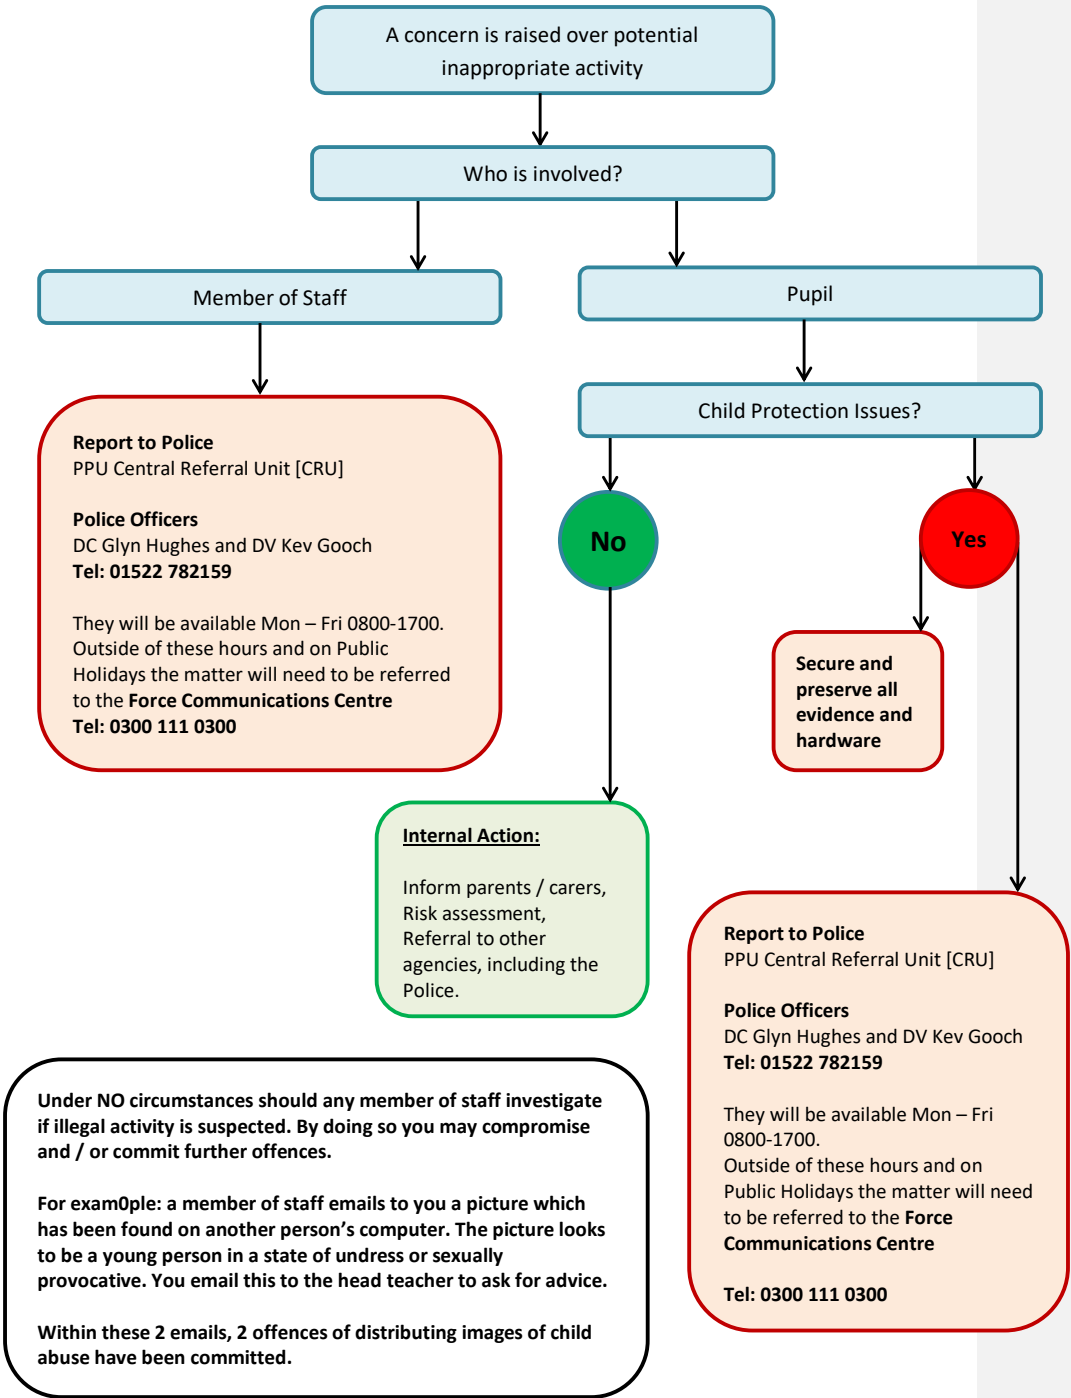 A concern is raised over potential
inappropriate activity
Who is involved?
Member of Staff
Pupil
Child Protection Issues?
Report to Police
PPU Central Referral Unit [CRU]
Police Officers
DC Glyn Hughes and DV Kev Gooch
Tel: 01522 782159
They will be available Mon – Fri 0800-1700.
Outside of these hours and on Public
Holidays the matter will need to be referred
to the Force Communications Centre
Tel: 0300 111 0300
No
Yes
Secure and
preserve all
evidence and
hardware
Internal Action:
Inform parents / carers,
Risk assessment,
Referral to other
agencies, including the
Police.
Report to Police
PPU Central Referral Unit [CRU]
Police Officers
DC Glyn Hughes and DV Kev Gooch
Tel: 01522 782159
They will be available Mon – Fri
0800-1700.
Outside of these hours and on
Public Holidays the matter will need
to be referred to the Force
Communications Centre
Tel: 0300 111 0300
Under NO circumstances should any member of staff investigate
if illegal activity is suspected. By doing so you may compromise
and / or commit further offences.
For exam0ple: a member of staff emails to you a picture which
has been found on another person’s computer. The picture looks
to be a young person in a state of undress or sexually
provocative. You email this to the head teacher to ask for advice.
Within these 2 emails, 2 offences of distributing images of child
abuse have been committed.